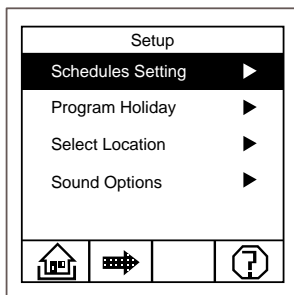 Setup
Schedules Setting
Program Holiday
Select Location
Sound Options
?